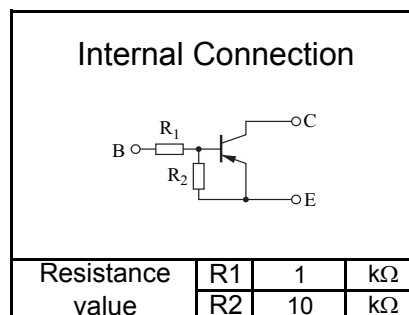 Internal Connection
C
R1
B
R2
E
Resistance value R1 1 kΩ
R2 10 kΩ